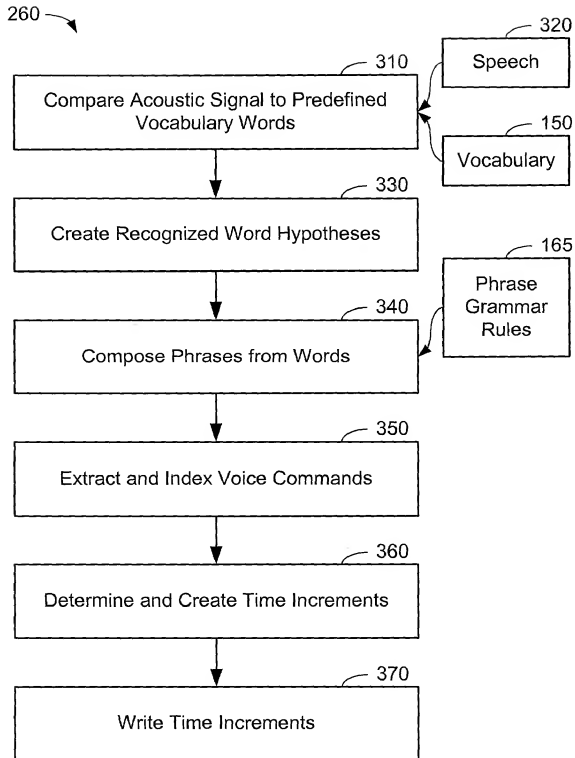 260
320
Speech
310
Compare Acoustic Signal to Predefined
Vocabulary Words
150
Vocabulary
330
Create Recognized Word Hypotheses
165
Phrase
Grammar
Rules
340
Compose Phrases from Words
350
Extract and Index Voice Commands
360
Determine and Create Time Increments
370
Write Time Increments